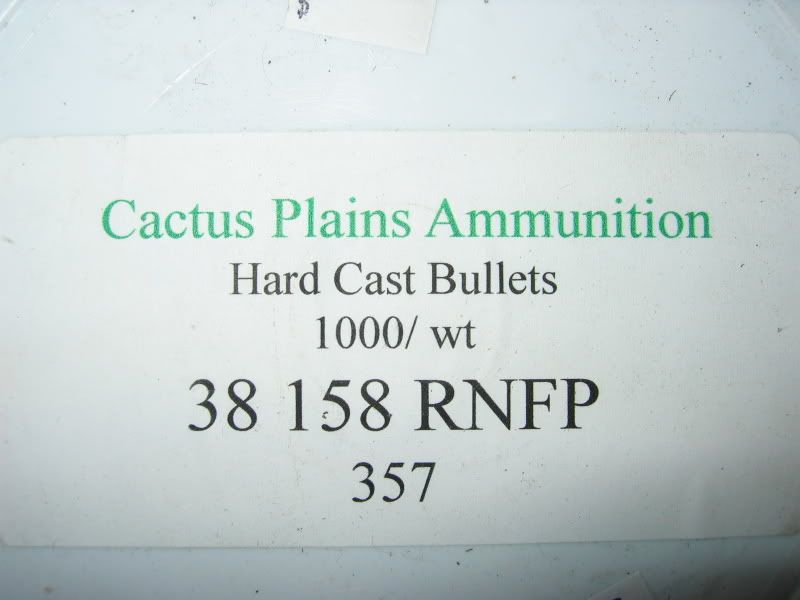 $
Cactus Plains Ammunition
Hard Cast Bullets
1000/ wt
38 158 RNFP
357